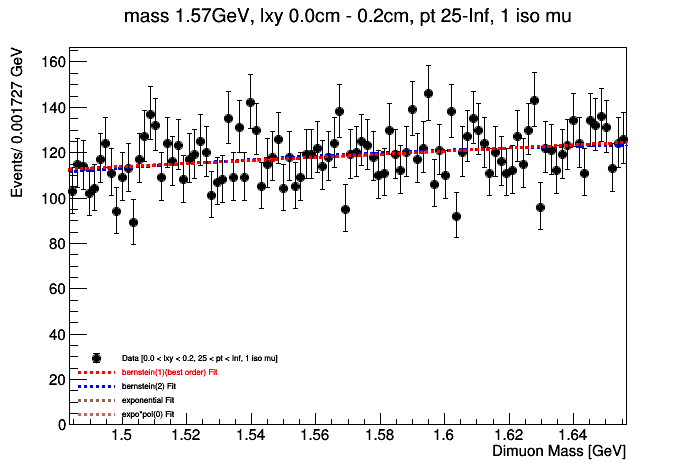 mass 1.57GeV, lxy 0.0cm - 0.2cm, pt 25-Inf, 1 iso mu
Events/ 0.001727 GeV
160
140
120
100
80
60
40
20
0
Data [0.0 < lxy < 0.2, 25 < pt < Inf, 1 iso mu]
bernstein(1)(best order) Fit
bernstein(2) Fit
exponential Fit
expo*pol(0) Fit
1.5 1.52 1.54 1.56 1.58 1.6 1.62 1.64
Dimuon Mass [GeV]